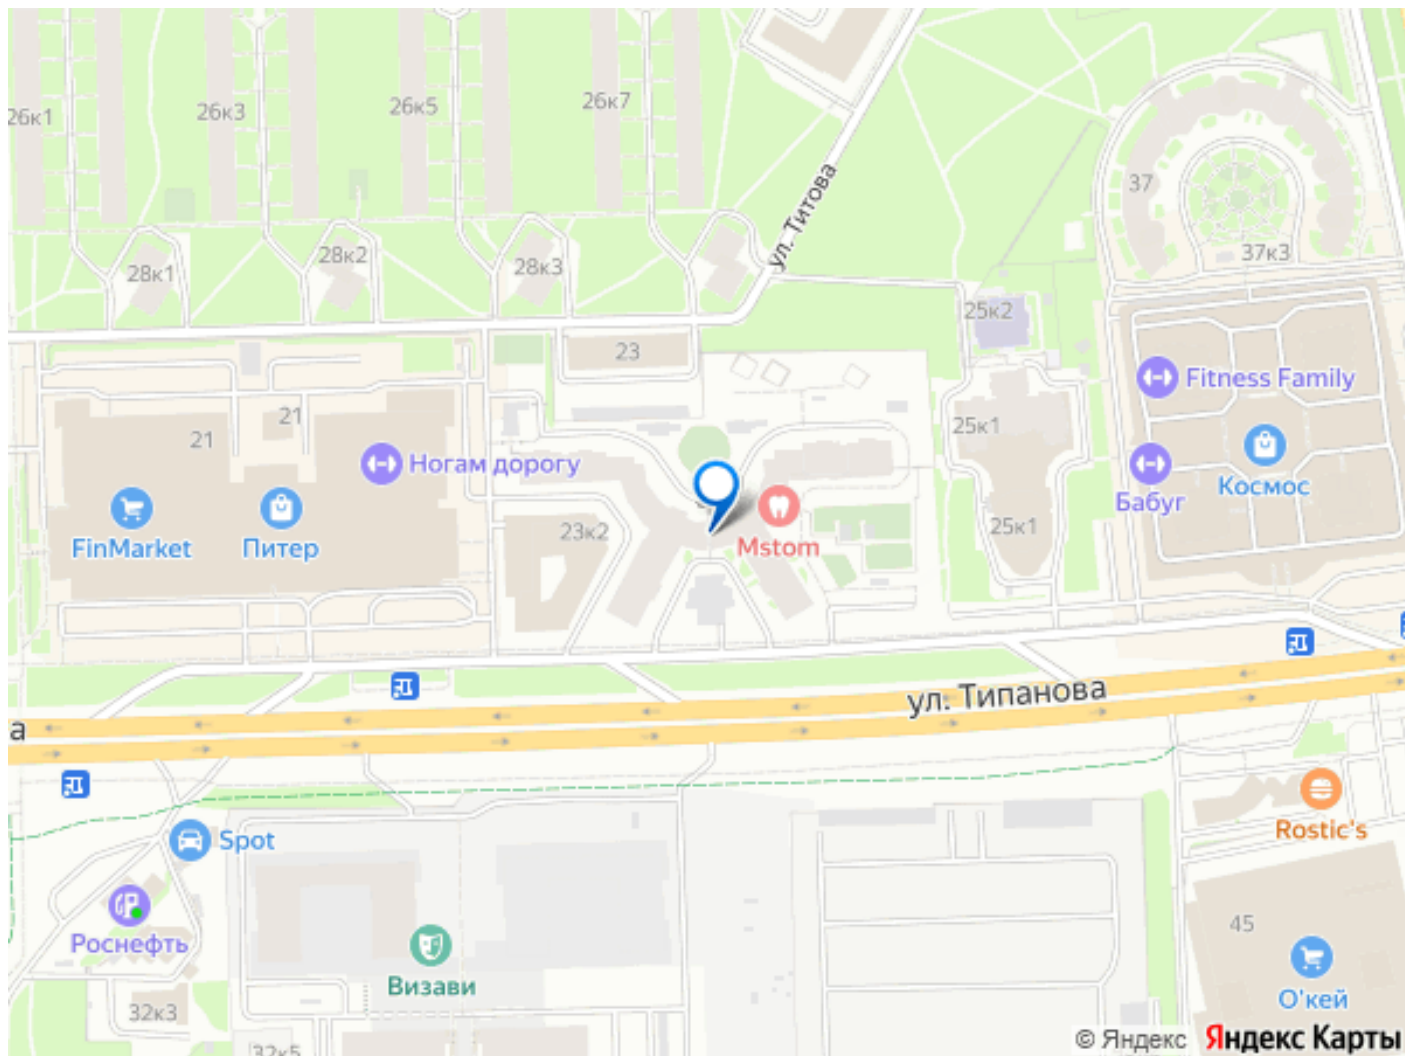 26к1
26к3
26к5
26к7
ул. Титова
37
37к3
28к1
28к2
28к3
25к2
23
Fitness Family
21
21
25к1
Ногам дорогу
Космос
Бабуг
FinMarket
Питер
23к2
Mstom
25к1
ул. Типанова
а
Rostic's
Spot
Роснефть
Визави
45
О'кей
32к3
32к5
© Яндекс Яндекс Карты